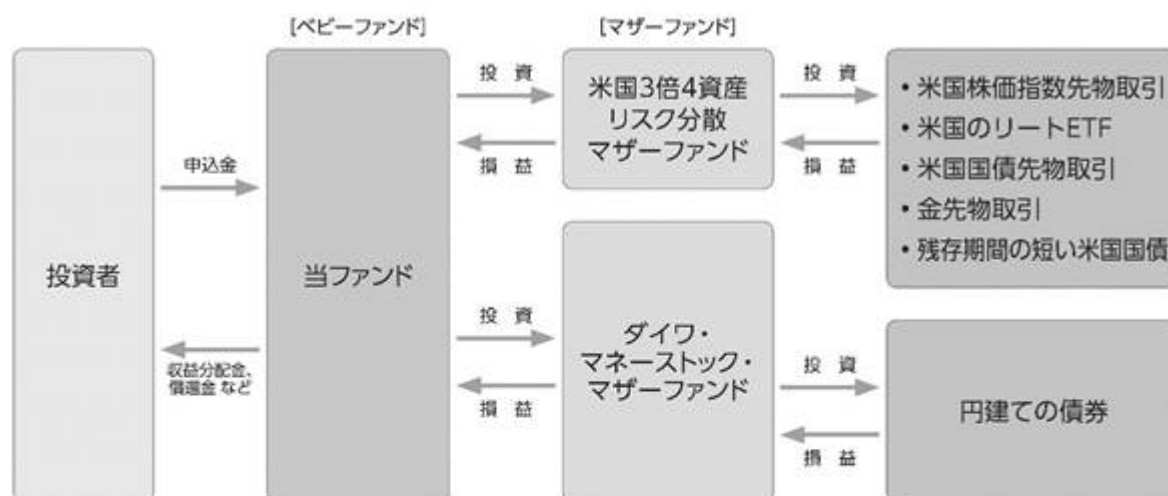 [ベビーファンド]
[マザーファンド]
投資者
申込金
収益分配金、
償還金 など
当ファンド
投 資
損 益
米国3倍4資産
リスク分散
マザーファンド
投 資
損 益
・米国株価指数先物取引
・米国のリートETF
・米国国債先物取引
・金先物取引
・残存期間の短い米国国債
投 資
損 益
ダイワ・
マネーストック・
マザーファンド
投 資
損 益
円建ての債券